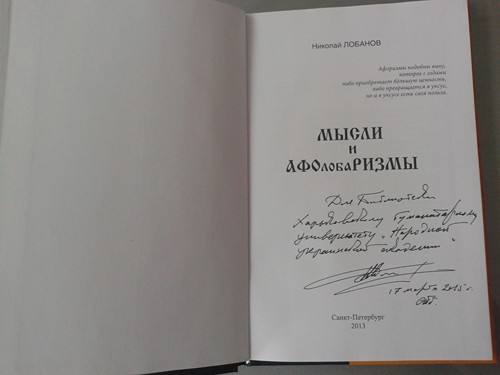 Николай ЛОБАНОВ
Афоризмы подобны вину,
которое с годами
либо приобретает большую ценность,
либо превращается в уксус,
но и в уксусе есть своя польза.
МЫСЛИ
и
АФОлобаРИЗМЫ
Для библиотеки
Харьковскому гуманитарному
университету „Народной
украинской академии“
17 марта 2015 г.
Санкт-Петербург
2013